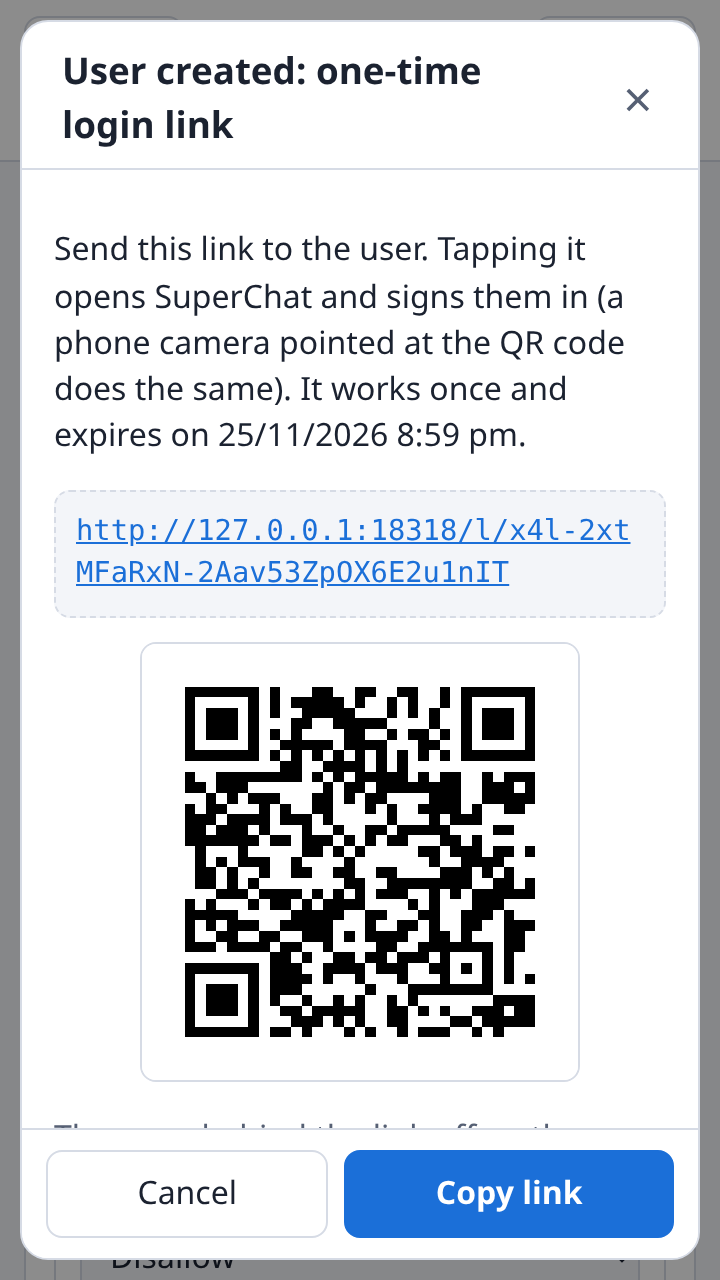 User created: one-time
login link
Send this link to the user. Tapping it
opens SuperChat and signs them in (a
phone camera pointed at the QR code
does the same). It works once and
expires on 25/11/2026 8:59 pm.
http://127.0.0.1:18318/l/x4l-2xt
MFaRxN-2Aav53ZpOX6E2u1nIT
Cancel
Copy link
Disallow